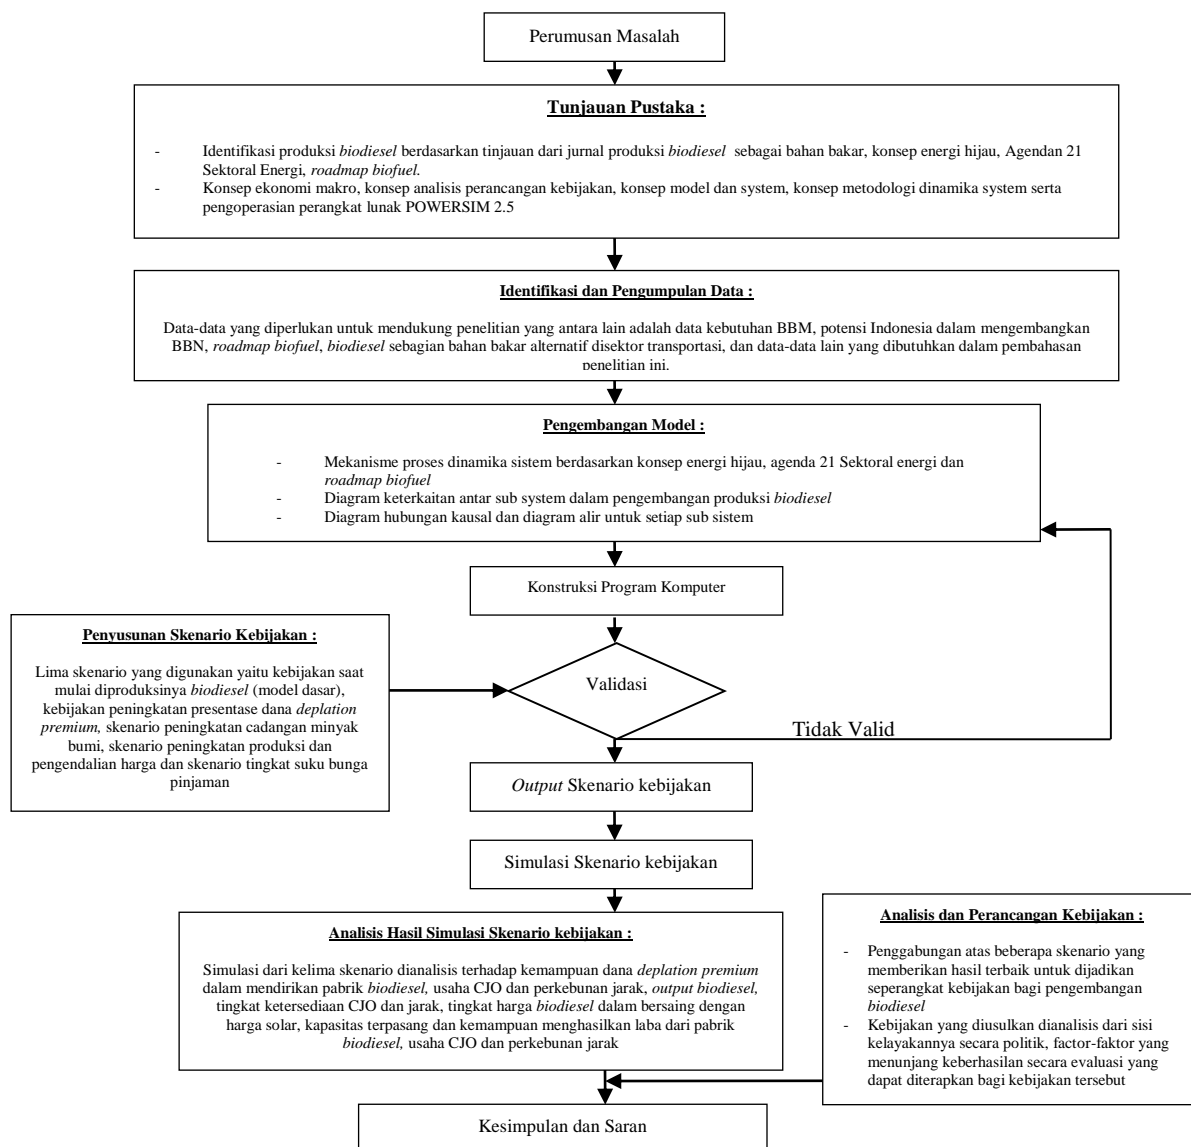 Perumusan Masalah
Tunjauan Pustaka :
- Identifikasi produksi biodiesel berdasarkan tinjauan dari jurnal produksi biodiesel sebagai bahan bakar, konsep energi hijau, Agendan 21
Sektoral Energi, roadmap biofuel.
- Konsep ekonomi makro, konsep analisis perancangan kebijakan, konsep model dan system, konsep metodologi dinamika system serta
pengoperasian perangkat lunak POWERSIM 2.5
Identifikasi dan Pengumpulan Data :
Data-data yang diperlukan untuk mendukung penelitian yang antara lain adalah data kebutuhan BBM, potensi Indonesia dalam mengembangkan
BBN, roadmap biofuel, biodiesel sebagian bahan bakar alternatif disektor transportasi, dan data-data lain yang dibutuhkan dalam pembahasan
penelitian ini.
Pengembangan Model :
- Mekanisme proses dinamika sistem berdasarkan konsep energi hijau, agenda 21 Sektoral energi dan
roadmap biofuel
- Diagram keterkaitan antar sub system dalam pengembangan produksi biodiesel
- Diagram hubungan kausal dan diagram alir untuk setiap sub sistem
Konstruksi Program Komputer
Penyusunan Skenario Kebijakan :
Lima skenario yang digunakan yaitu kebijakan saat
mulai diproduksinya biodiesel (model dasar),
kebijakan peningkatan presentase dana deplation
premium, skenario peningkatan cadangan minyak
bumi, skenario peningkatan produksi dan
pengendalian harga dan skenario tingkat suku bunga
pinjaman
Validasi
Tidak Valid
Output Skenario kebijakan
Simulasi Skenario kebijakan
Analisis Hasil Simulasi Skenario kebijakan :
Simulasi dari kelima skenario dianalisis terhadap kemampuan dana deplation premium
dalam mendirikan pabrik biodiesel, usaha CJO dan perkebunan jarak, output biodiesel,
tingkat ketersediaan CJO dan jarak, tingkat harga biodiesel dalam bersaing dengan
harga solar, kapasitas terpasang dan kemampuan menghasilkan laba dari pabrik
biodiesel, usaha CJO dan perkebunan jarak
Analisis dan Perancangan Kebijakan :
- Penggabungan atas beberapa skenario yang
memberikan hasil terbaik untuk dijadikan
seperangkat kebijakan bagi pengembangan
biodiesel
- Kebijakan yang diusulkan dianalisis dari sisi
kelayakannya secara politik, factor-faktor yang
menunjang keberhasilan secara evaluasi yang
dapat diterapkan bagi kebijakan tersebut
Kesimpulan dan Saran